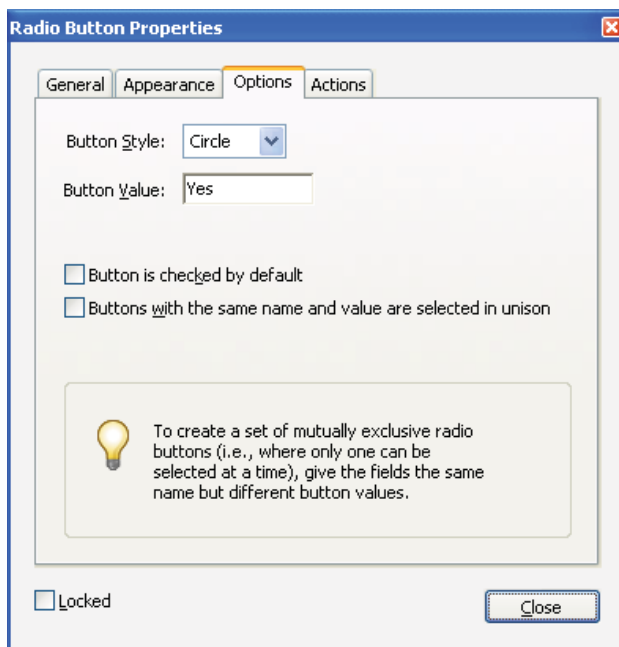 Radio Button Properties
General Appearance Options Actions
Button Style: Circle
Button Value: Yes
Button is checked by default
Buttons with the same name and value are selected in unison
To create a set of mutually exclusive radio
buttons (i.e., where only one can be
selected at a time), give the fields the same
name but different button values.
Locked
Close